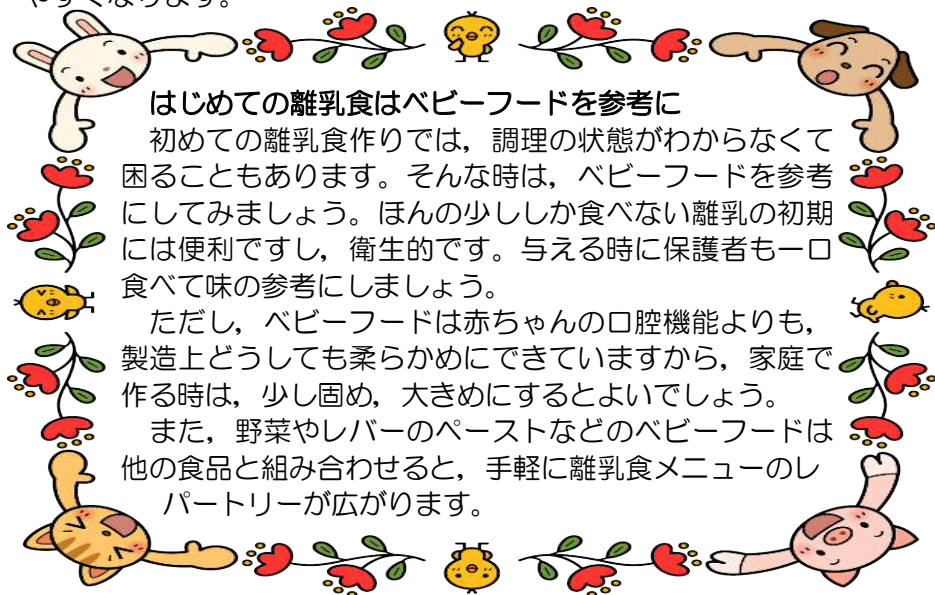 やすくなります。
はじめての離乳食はベビーフードを参考に
初めての離乳食作りでは，調理の状態がわからなくて
困ることもあります。そんな時は，ベビーフードを参考
にしてみましょう。ほんの少ししか食べない離乳の初期
には便利ですし，衛生的です。与える時に保護者も一口
食べて味の参考にしましょう。
ただし，ベビーフードは赤ちゃんの口腔機能よりも，
製造上どうしても柔らかめにできていますから，家庭で
作る時は，少し固め，大きめにするとよいでしょう。
また，野菜やレバーのペーストなどのベビーフードは
他の食品と組み合わせると，手軽に離乳食メニューのレ
パートリーが広がります。